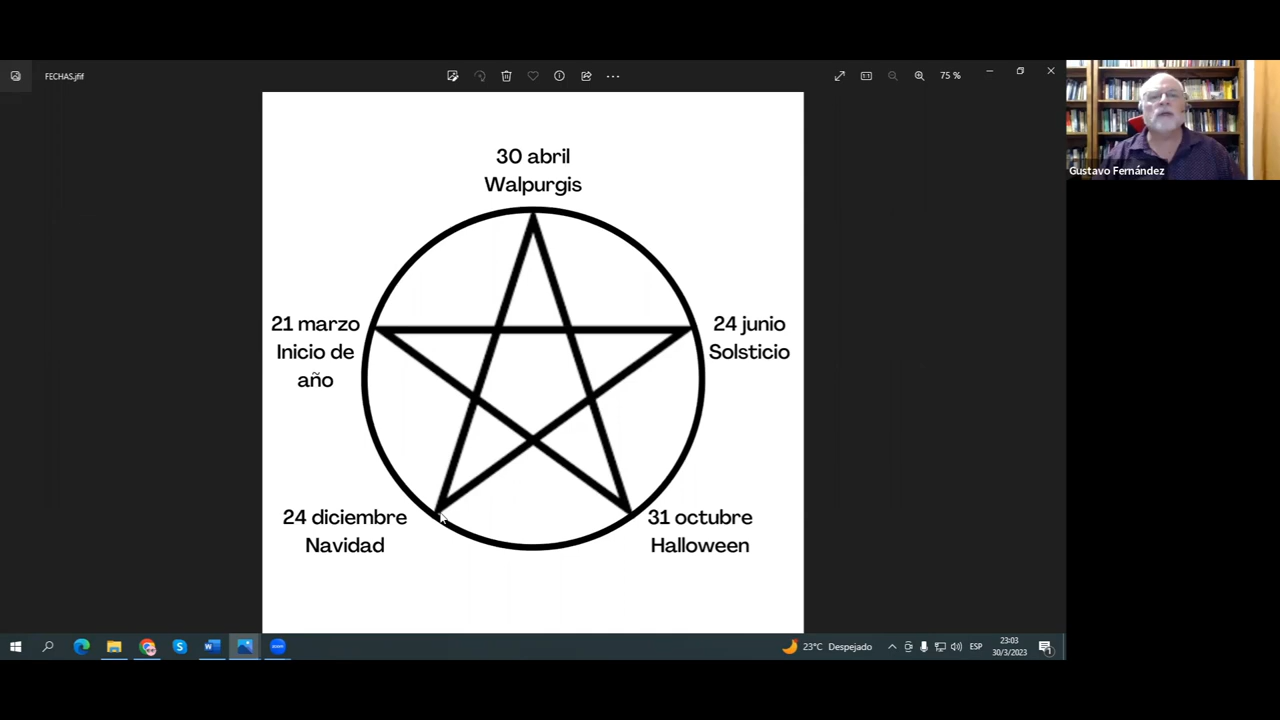 FECHAS.jfif
75 %
30 abril
Walpurgis
21 marzo
Inicio de
año
24 junio
Solsticio
24 diciembre
Navidad
31 octubre
Halloween
Gustavo Fernández
23°C Despejado
ESP
23:03
30/3/2023